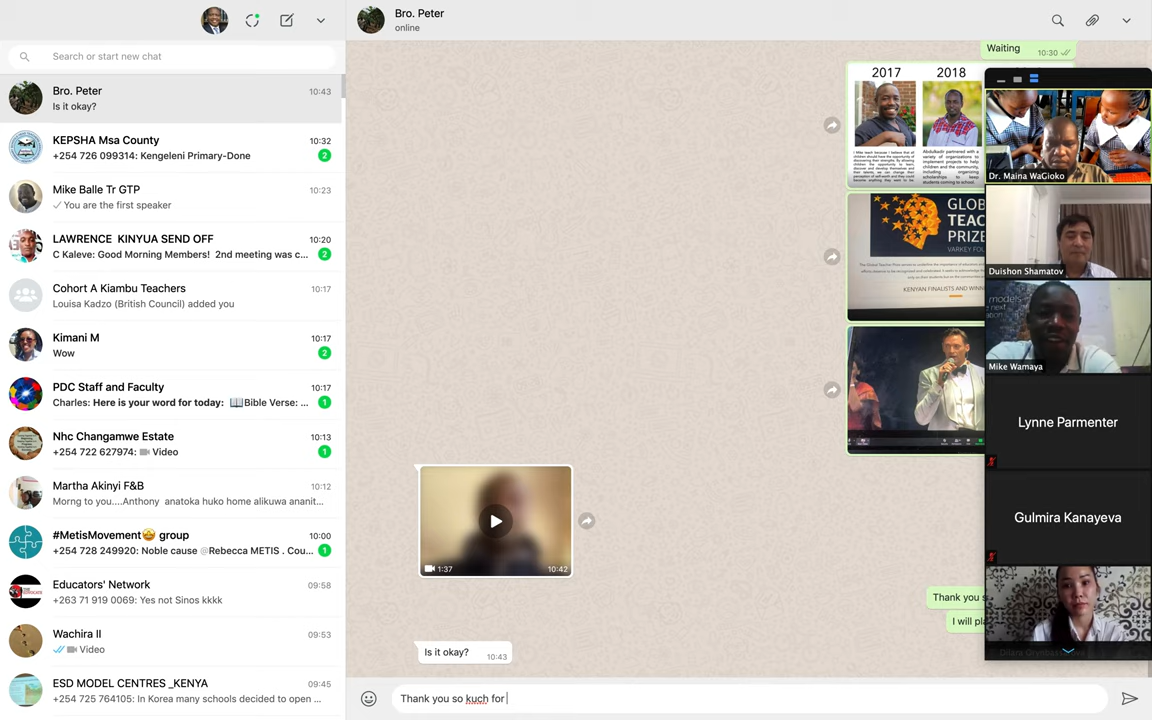 Bro. Peter
online
Search or start new chat
Bro. Peter
10:43
Is it okay?
KEPSHA Msa County
10:32
+254 726 099314: Kengeleni Primary-Done
2
Mike Balle Tr GTP
10:23
You are the first speaker
LAWRENCE KINYUA SEND OFF
10:20
C Kaleve: Good Morning Members! 2nd meeting was c...
2
Cohort A Kiambu Teachers
10:17
Louisa Kadzo (British Council) added you
Kimani M
10:17
Wow
2
PDC Staff and Faculty
10:17
Charles: Here is your word for today: 📖Bible Verse: ...
1
Nhc Changamwe Estate
10:13
+254 722 627974: Video
1
Martha Akinyi F&B
10:12
Morng to you....Anthony anatoka huko home alikuwa ananit...
#MetisMovement🤩 group
10:00
+254 728 249920: Noble cause @Rebecca METIS . Cou...
1
Educators' Network
09:58
+263 71 919 0069: Yes not Sinos kkkk
Wachira II
09:53
Video
ESD MODEL CENTRES _KENYA
09:45
+254 725 764105: In Korea many schools decided to open ...
Waiting
10:30
2017 2018
GLOB
TEAC
PRIZE
VARKEY FOU
KENYAN FINALISTS AND WINN
1:37
10:42
Thank you s
I will pl
Is it okay?
10:43
Thank you so kuch for
Dr. Maina WaGioko
Duishon Shamatov
models
Mike Wamaya
Lynne Parmenter
Gulmira Kanayeva